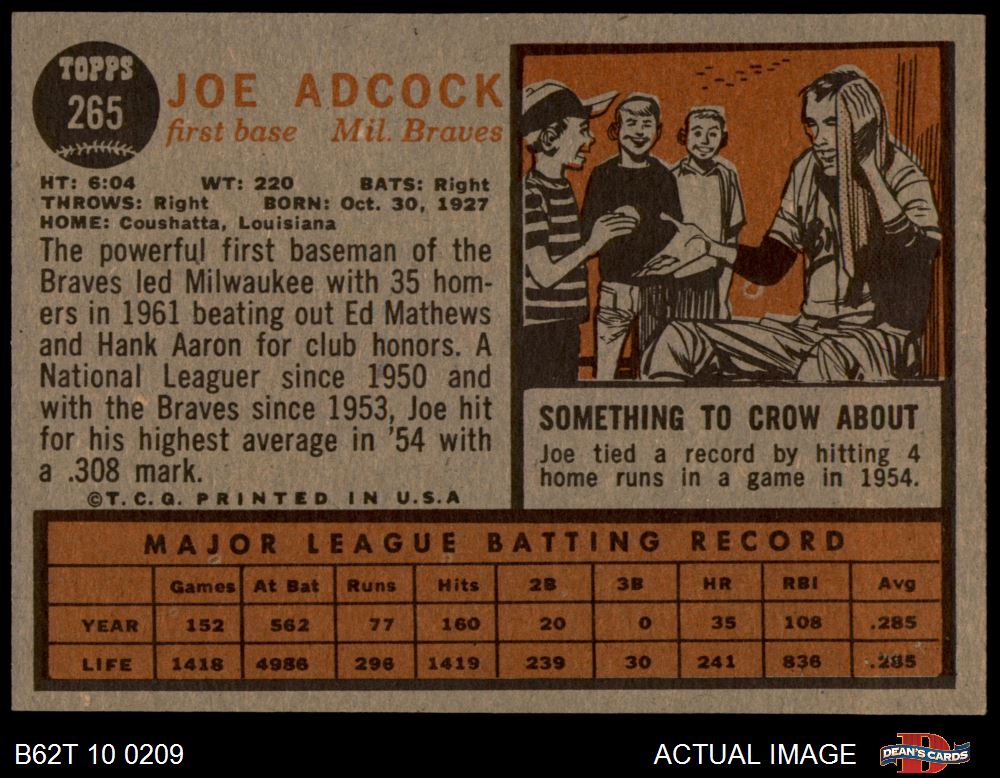 TOPPS
265
JOE ADCOCK
first base Mil. Braves
HT: 6:04 WT: 220 BATS: Right
THROWS: Right BORN: Oct. 30, 1927
HOME: Coushatta, Louisiana
The powerful first baseman of the
Braves led Milwaukee with 35 hom-
ers in 1961 beating out Ed Mathews
and Hank Aaron for club honors. A
National Leaguer since 1950 and
with the Braves since 1953, Joe hit
for his highest average in '54 with
a .308 mark.
©T.C.G. PRINTED IN U.S.A
SOMETHING TO CROW ABOUT
Joe tied a record by hitting 4
home runs in a game in 1954.
MAJOR LEAGUE BATTING RECORD
Games At Bat Runs Hits 2B 3B HR RBI Avg
YEAR 152 562 77 160 20 0 35 108 .285
LIFE 1418 4986 296 1419 239 30 241 836 .285
B62T 10 0209
ACTUAL IMAGE
D
DEAN'S CARDS